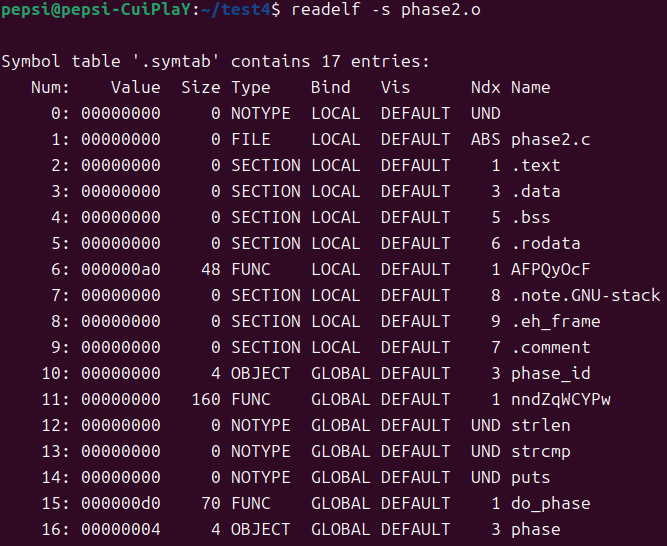 pepsi@pepsi-CuiPlaY:~/test4$ readelf -s phase2.o
Symbol table '.symtab' contains 17 entries:
Num: Value Size Type Bind Vis Ndx Name
0: 00000000 0 NOTYPE LOCAL DEFAULT UND
1: 00000000 0 FILE LOCAL DEFAULT ABS phase2.c
2: 00000000 0 SECTION LOCAL DEFAULT 1 .text
3: 00000000 0 SECTION LOCAL DEFAULT 3 .data
4: 00000000 0 SECTION LOCAL DEFAULT 5 .bss
5: 00000000 0 SECTION LOCAL DEFAULT 6 .rodata
6: 000000a0 48 FUNC LOCAL DEFAULT 1 AFPQyOcF
7: 00000000 0 SECTION LOCAL DEFAULT 8 .note.GNU-stack
8: 00000000 0 SECTION LOCAL DEFAULT 9 .eh_frame
9: 00000000 0 SECTION LOCAL DEFAULT 7 .comment
10: 00000000 4 OBJECT GLOBAL DEFAULT 3 phase_id
11: 00000000 160 FUNC GLOBAL DEFAULT 1 nndZqWCYPw
12: 00000000 0 NOTYPE GLOBAL DEFAULT UND strlen
13: 00000000 0 NOTYPE GLOBAL DEFAULT UND strcmp
14: 00000000 0 NOTYPE GLOBAL DEFAULT UND puts
15: 000000d0 70 FUNC GLOBAL DEFAULT 1 do_phase
16: 00000004 4 OBJECT GLOBAL DEFAULT 3 phase